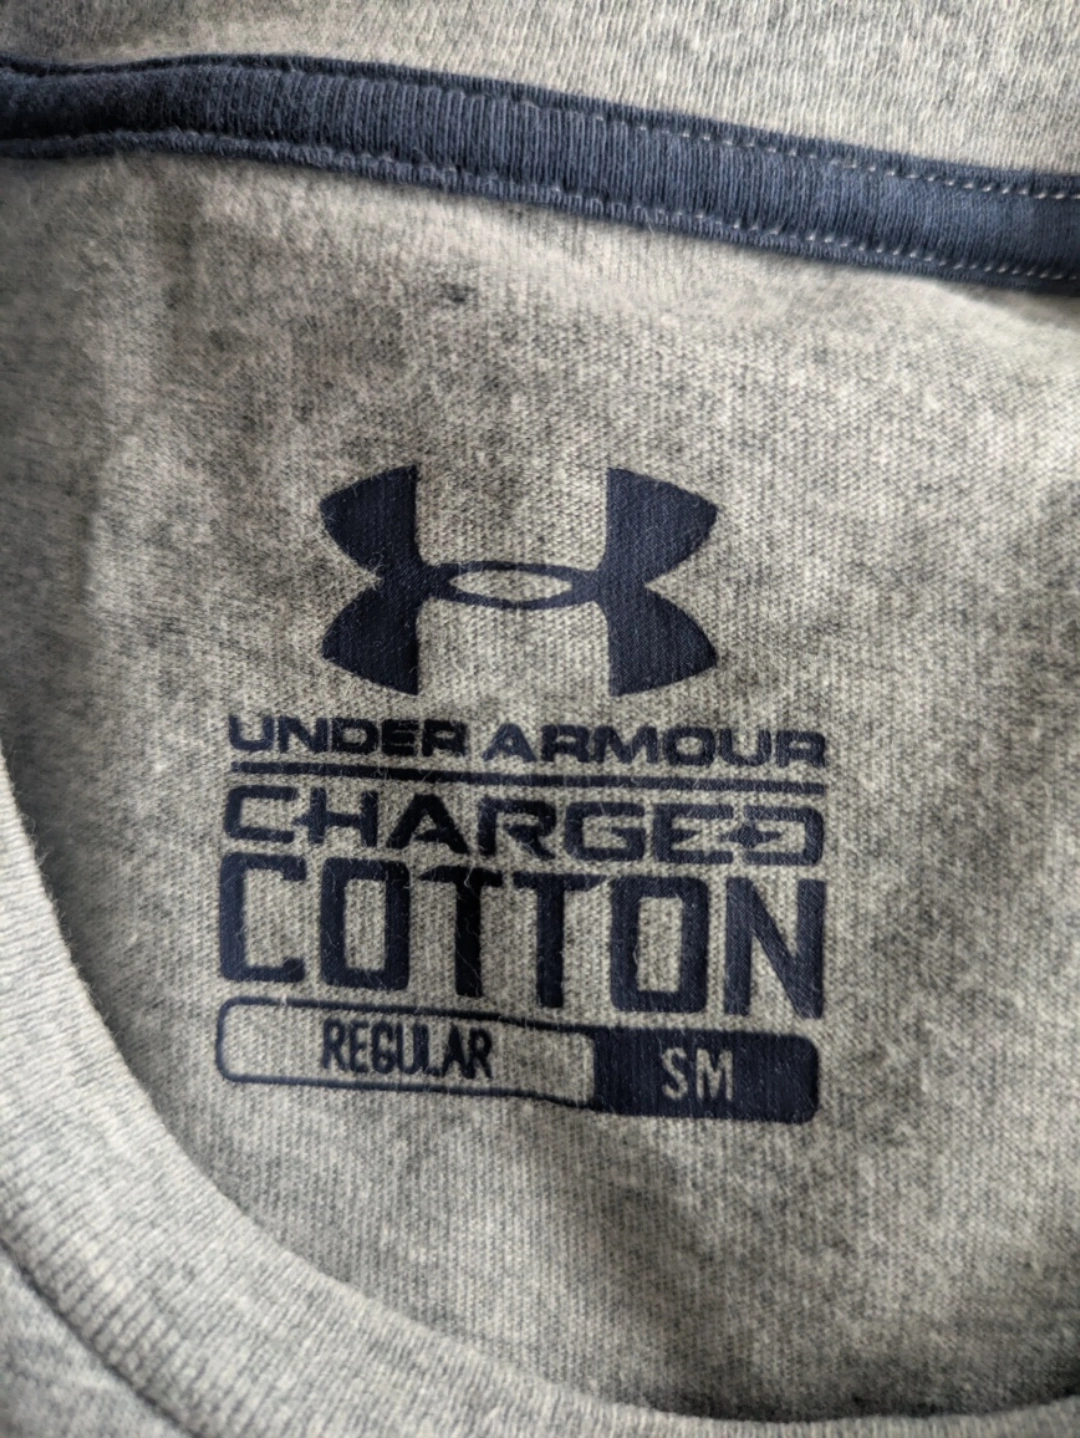 UNDER ARMOUR
CHARGED
COTTON
REGULAR SM